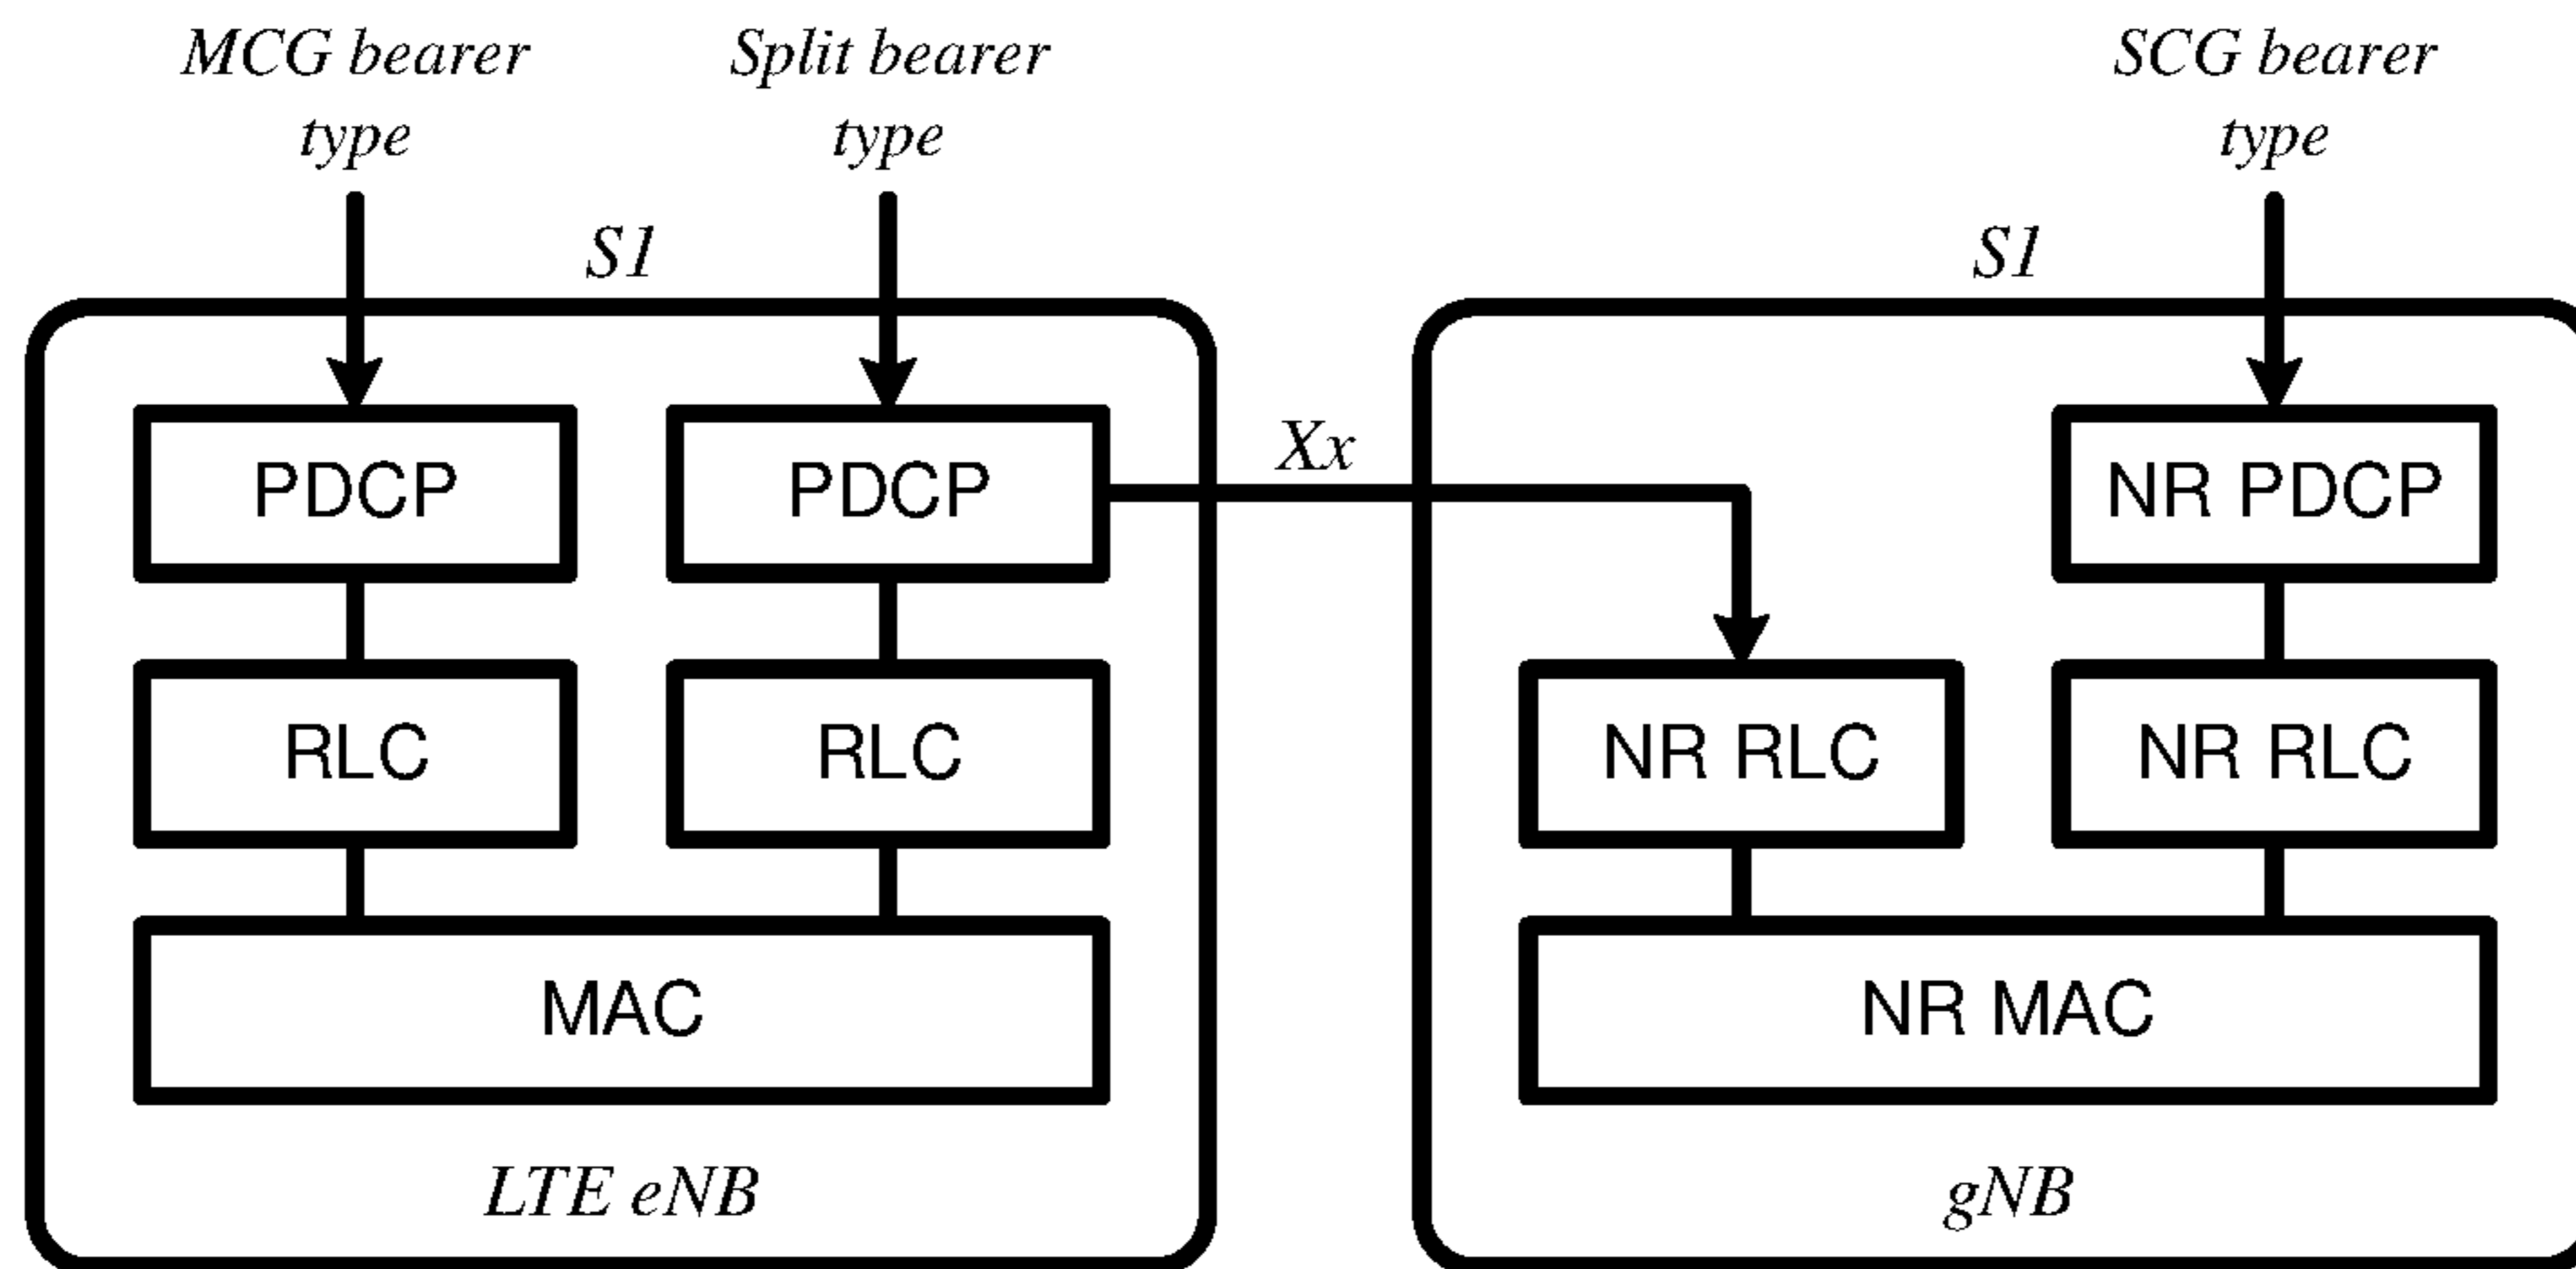 MCG bearer
type
Split bearer
type
SCG bearer
type
S1
S1
PDCP
PDCP
Xx
NR PDCP
RLC
RLC
NR RLC
NR RLC
MAC
NR MAC
LTE eNB
gNB